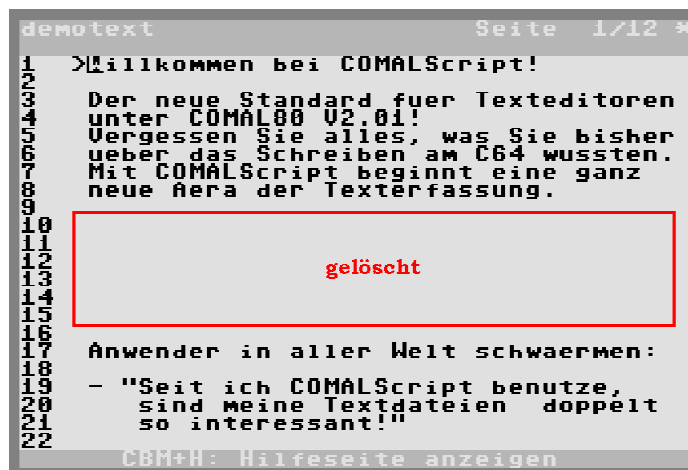 demotext Seite 1/12 *
1 >Willkommen bei COMALScript!
2
3 Der neue Standard fuer Texteditoren
4 unter COMAL80 V2.01!
5 Vergessen Sie alles, was Sie bisher
6 ueber das Schreiben am C64 wussten.
7 Mit COMALScript beginnt eine ganz
8 neue Aera der Texterfassung.
9
10
11
12 gelöscht
13
14
15
16
17 Anwender in aller Welt schwaermen:
18
19 - "Seit ich COMALScript benutze,
20 sind meine Textdateien doppelt
21 so interessant!"
22
CBM+H: Hilfeseite anzeigen